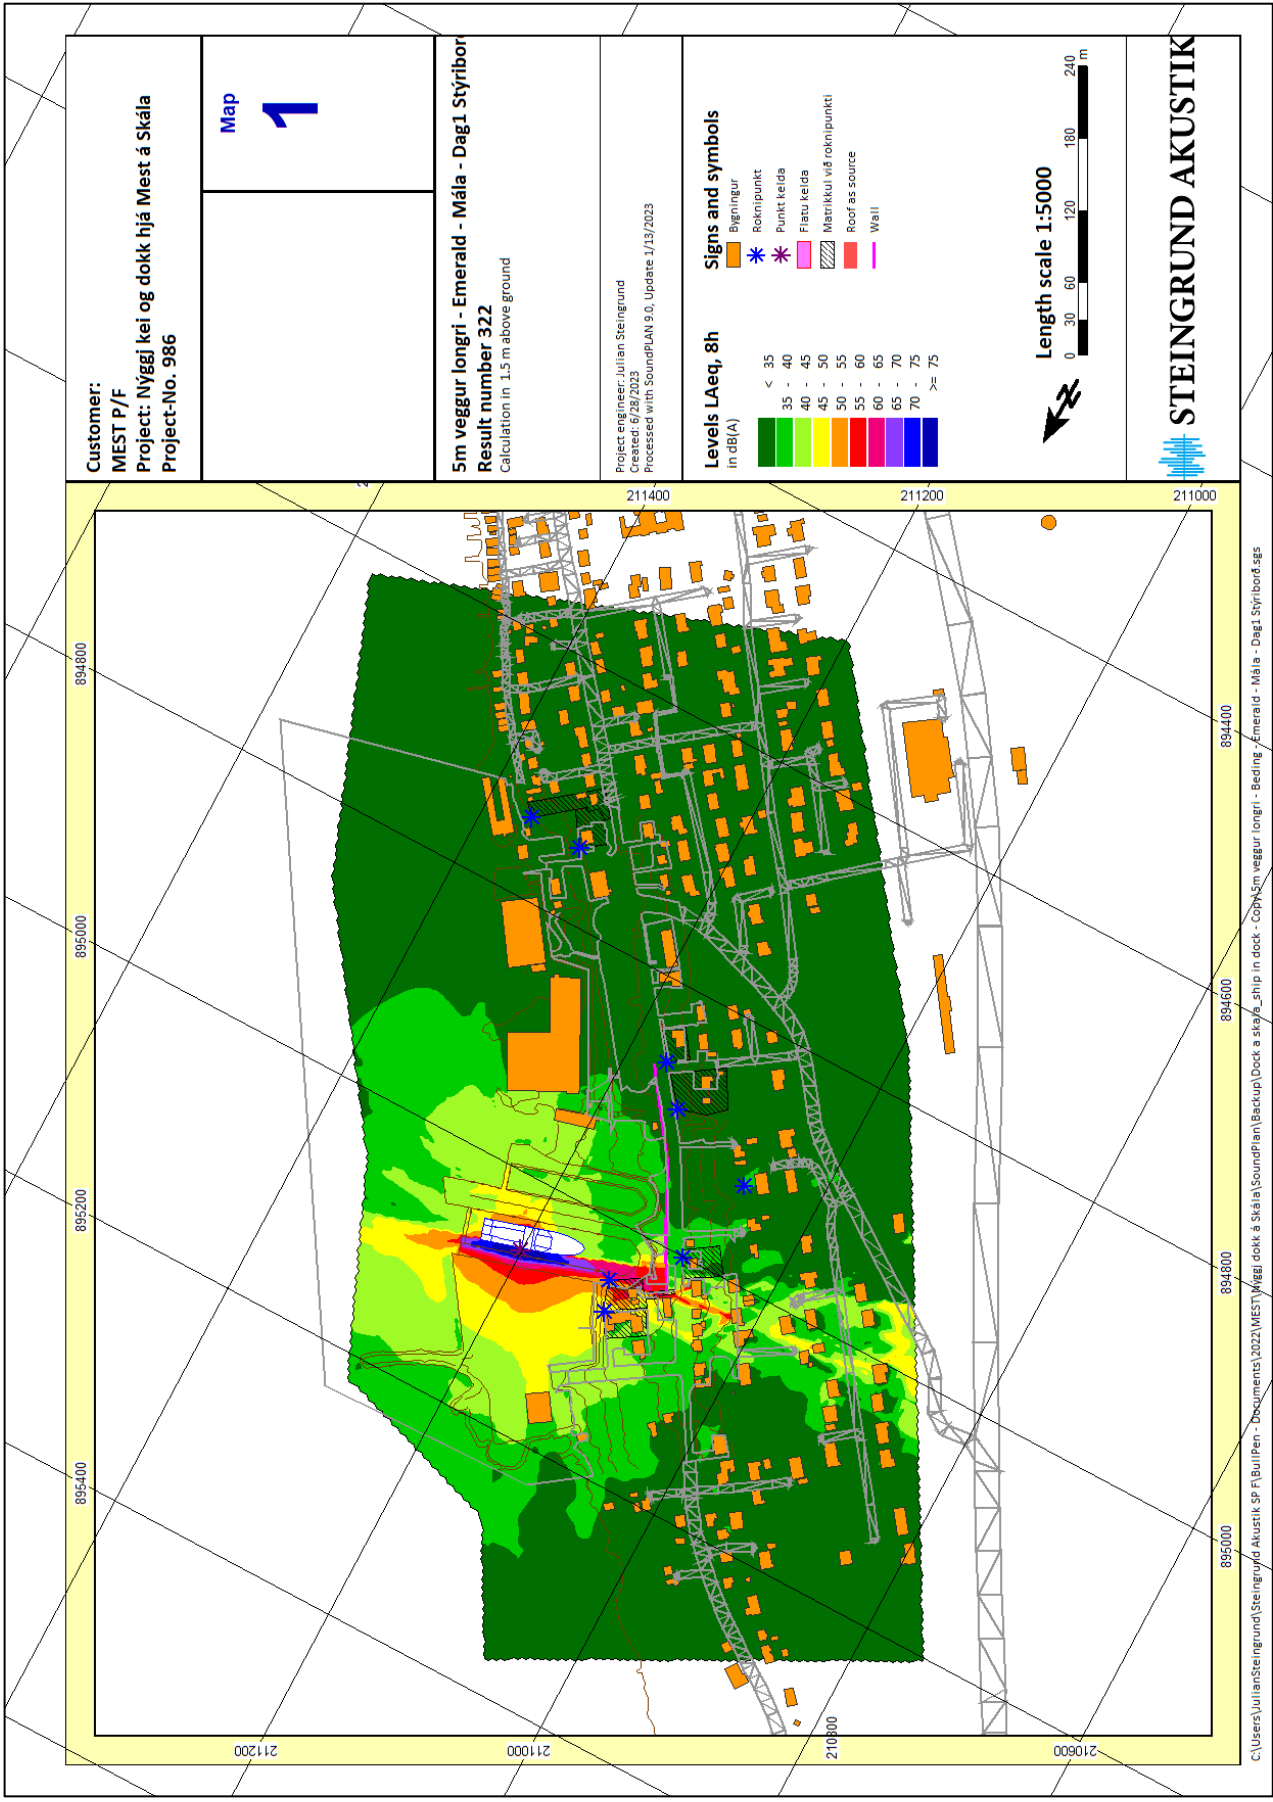 Customer:
MEST P/F
Project: Nýggj kei og dokk hjá Mest á Skála
Project-No. 986
Map
1
5m veggur longri - Emerald - Mála - Dag1 Stýribor
Result number 322
Calculation in 1.5 m above ground
Project engineer: Julian Steingrund
Created: 6/28/2023
Processed with SoundPLAN 9.0, Update 1/13/2023
Levels LAeq, 8h
in dB(A)
< 35
35 - 40
40 - 45
45 - 50
50 - 55
55 - 60
60 - 65
65 - 70
70 - 75
>= 75
Signs and symbols
Bygningur
Roknipunkt
Punkt kelda
Flatu kelda
Matrikkul við roknipunkti
Roof as source
Wall
Length scale 1:5000
0 30 60 120 180 240
m
N
STEINGRUND AKUSTIK
895400
895200
895000
894800
211200
211000
210800
210600
211400
211200
211000
895000
894800
894600
894400
C:\Users\JulianSteingrund\Steingrund Akustik SP F\BullPen - Documents\2022\MEST\Nýggj dokk á Skála\SoundPlan\Backup\Dock a skala_ship in dock - Copy\5m veggur longri - Beding - Emerald - Mála - Dag1 Stýriborð.sgs